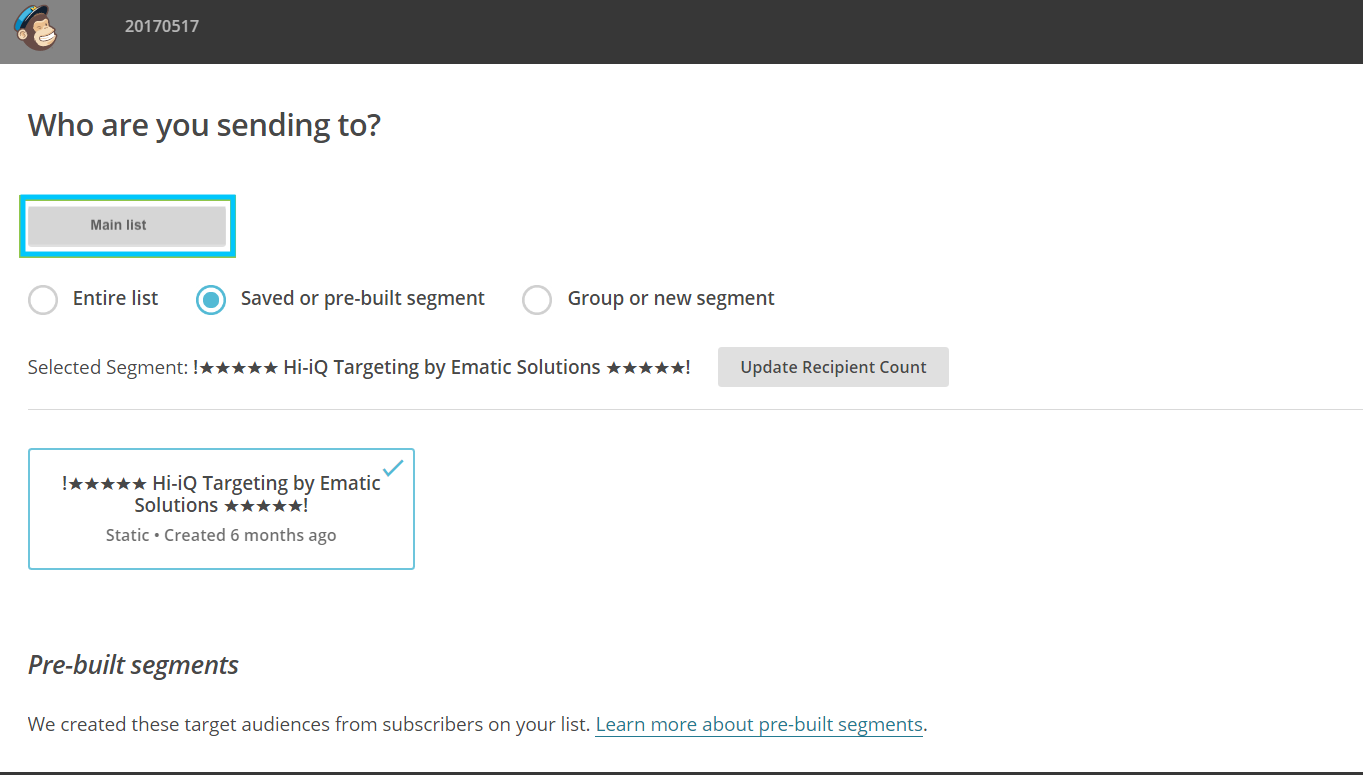 20170517
Who are you sending to?
Main list
Entire list Saved or pre-built segment Group or new segment
Selected Segment: !★★★★★ Hi-iQ Targeting by Ematic Solutions ★★★★★! Update Recipient Count
!★★★★★ Hi-iQ Targeting by Ematic
Solutions ★★★★★!
Static • Created 6 months ago
Pre-built segments
We created these target audiences from subscribers on your list. Learn more about pre-built segments.